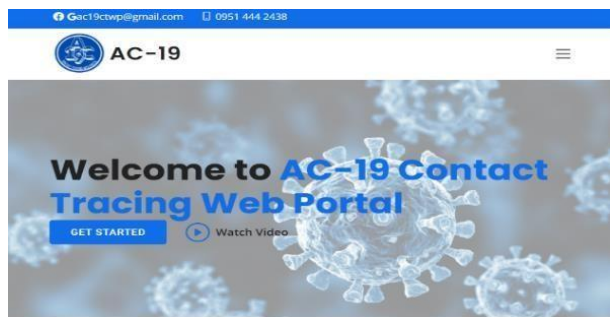 Gac19ctwp@gmail.com 0951 444 2438
AC-19
Welcome to AC-19 Contact
Tracing Web Portal
GET STARTED Watch Video